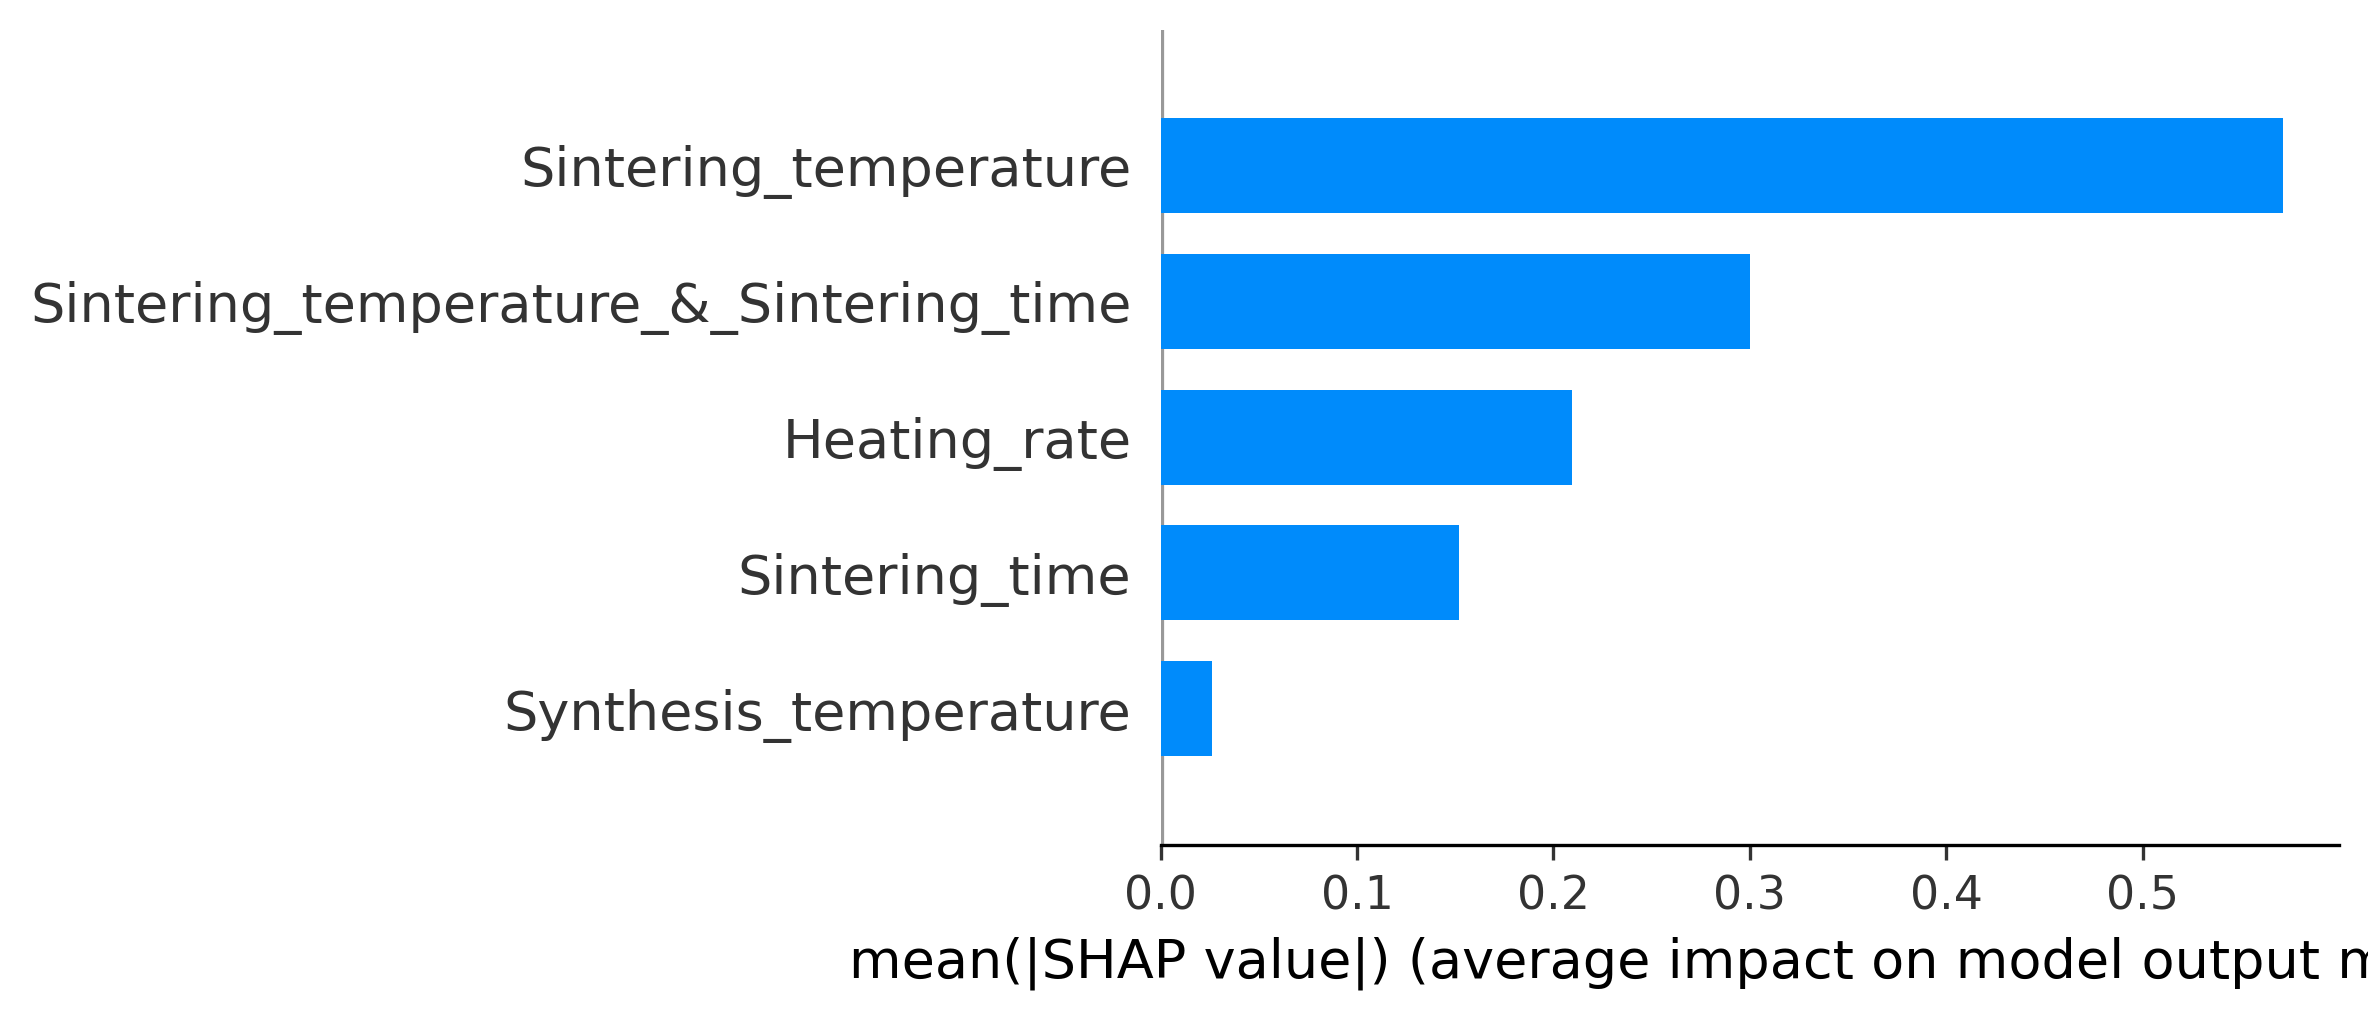 Sintering_temperature
Sintering_temperature_&_Sintering_time
Heating_rate
Sintering_time
Synthesis_temperature
0.0 0.1 0.2 0.3 0.4 0.5
mean(|SHAP value|) (average impact on model output